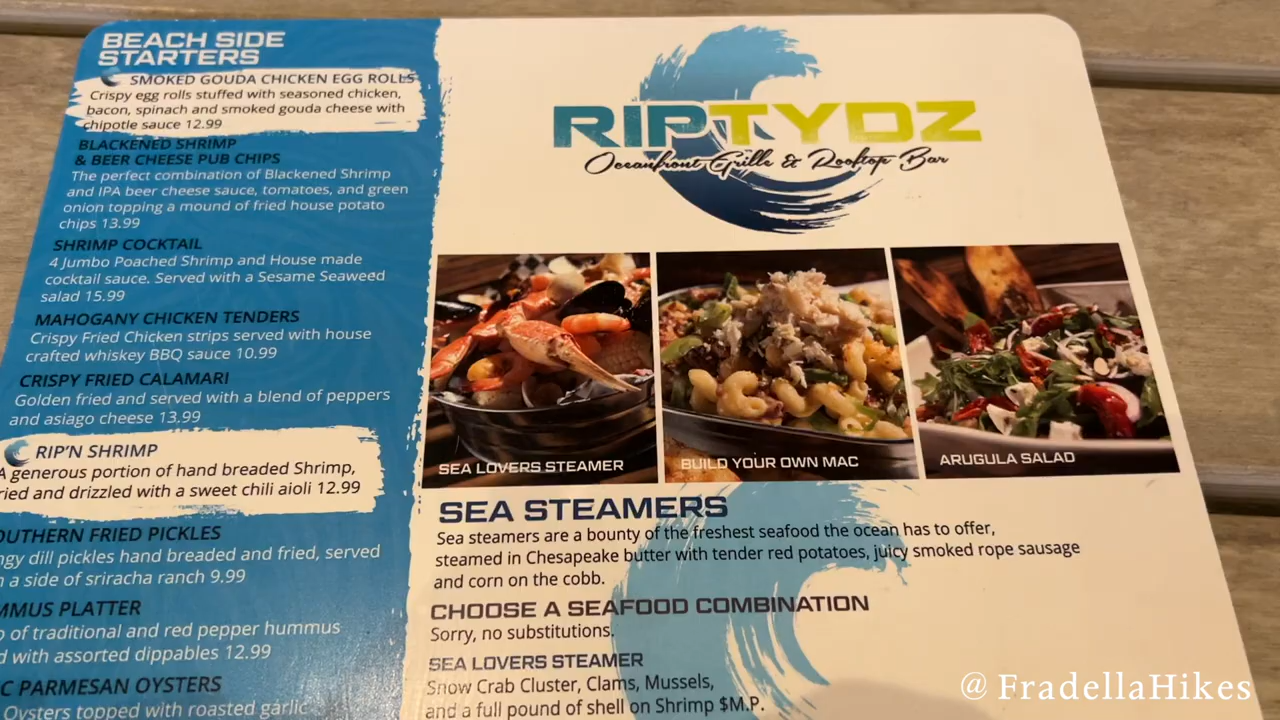 BEACH SIDE
STARTERS
SMOKED GOUDA CHICKEN EGG ROLLS
Crispy egg rolls stuffed with seasoned chicken,
bacon, spinach and smoked gouda cheese with
chipotle sauce 12.99
BLACKENED SHRIMP
& BEER CHEESE PUB CHIPS
The perfect combination of Blackened Shrimp
and IPA beer cheese sauce, tomatoes, and green
onion topping a mound of fried house potato
chips 13.99
SHRIMP COCKTAIL
4 Jumbo Poached Shrimp and House made
cocktail sauce. Served with a Sesame Seaweed
salad 15.99
MAHOGANY CHICKEN TENDERS
Crispy Fried Chicken strips served with house
crafted whiskey BBQ sauce 10.99
CRISPY FRIED CALAMARI
Golden fried and served with a blend of peppers
and asiago cheese 13.99
RIP'N SHRIMP
A generous portion of hand breaded Shrimp,
ried and drizzled with a sweet chili aioli 12.99
OUTHERN FRIED PICKLES
ngy dill pickles hand breaded and fried, served
a side of sriracha ranch 9.99
MMUS PLATTER
o of traditional and red pepper hummus
d with assorted dippables 12.99
C PARMESAN OYSTERS
Oysters topped with roasted garlic
RIPTYDZ
Oceanfront Grille & Rooftop Bar
SEA LOVERS STEAMER
BUILD YOUR OWN MAC
ARUGULA SALAD
SEA STEAMERS
Sea steamers are a bounty of the freshest seafood the ocean has to offer,
steamed in Chesapeake butter with tender red potatoes, juicy smoked rope sausage
and corn on the cobb.
CHOOSE A SEAFOOD COMBINATION
Sorry, no substitutions.
SEA LOVERS STEAMER
Snow Crab Cluster, Clams, Mussels,
and a full pound of shell on Shrimp $M.P.
@FradellaHikes